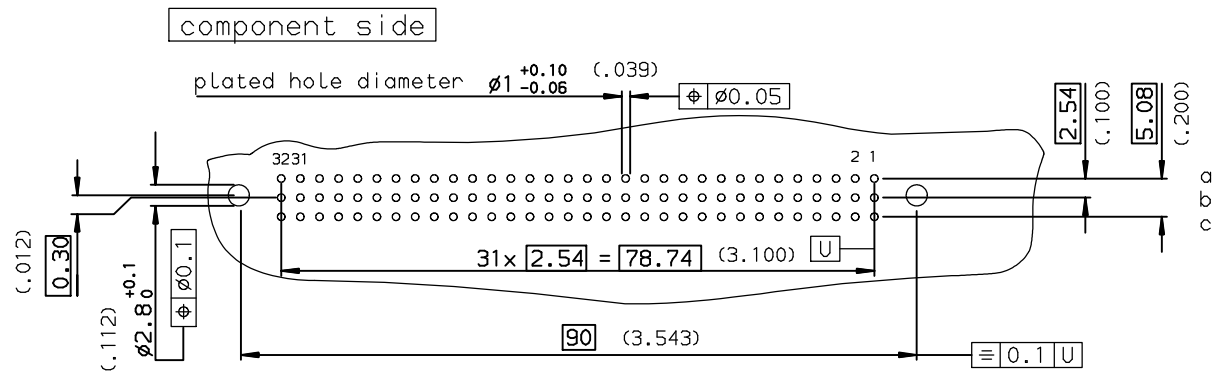 component side
plated hole diameter ø1 +0.10 -0.06 (.039)
⌖ ø0.05
2.54 (.100)
5.08 (.200)
3231
2 1
a
b
c
31x 2.54 = 78.74 (3.100) U
0.30 (.012)
ø2.8 +0.1 0 (.112)
⌖ ø0.1
90 (3.543)
⌯ 0.1 U